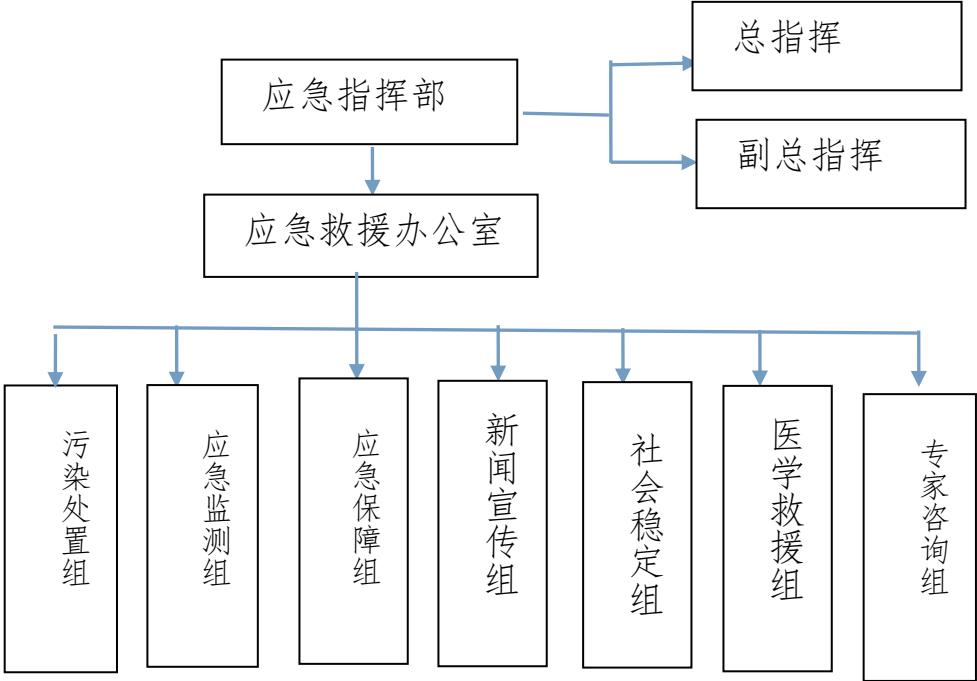 总指挥
应急指挥部
副总指挥
应急救援办公室
污染处置组
应急监测组
应急保障组
新闻宣传组
社会稳定组
医学救援组
专家咨询组